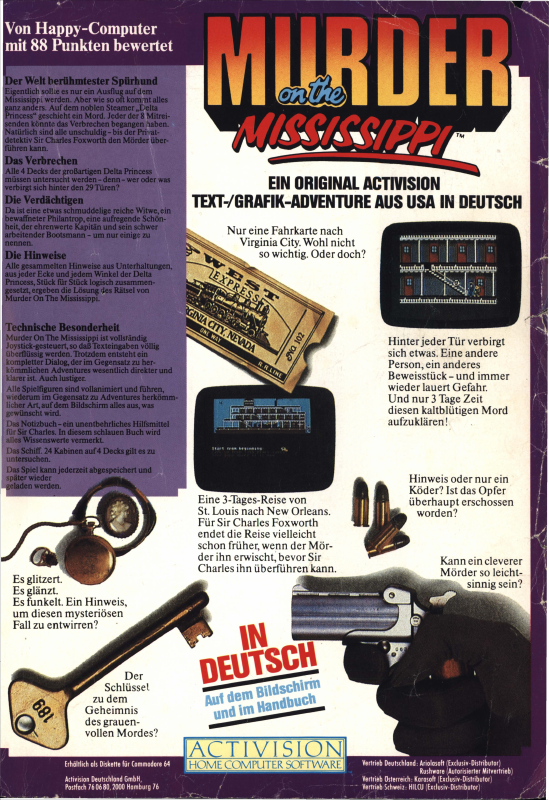 Von Happy-Computer
mit 88 Punkten bewertet
Der Welt berühmtester Spürhund
Eigentlich sollte es nur ein Ausflug auf dem
Mississippi werden. Aber wie so oft kommt alles
ganz anders. Auf dem noblen Steamer „Delta
Princess" geschieht ein Mord. Jeder der 8 Mitrei-
senden könnte das Verbrechen begangen haben.
Natürlich sind alle unschuldig – bis der Privat-
detektiv Sir Charles Foxworth den Mörder über-
führen kann.
Das Verbrechen
Alle 4 Decks der großartigen Delta Princess
müssen untersucht werden – denn – wer oder was
verbirgt sich hinter den 29 Türen?
Die Verdächtigen
Da ist eine etwas schmuddelige reiche Witwe, ein
bewaffneter Philantrop, eine aufregende Schön-
heit, der ehrenwerte Kapitän und sein schwer
arbeitender Bootsmann – um nur einige zu
nennen.
Die Hinweise
Alle gesammelten Hinweise aus Unterhaltungen,
aus jeder Ecke und jedem Winkel der Delta
Princess, Stück für Stück logisch zusammen-
gesetzt, ergeben die Lösung des Rätsel von
Murder On The Mississippi.
Technische Besonderheit
Murder On The Mississippi ist vollständig
Joystick-gesteuert, so daß Texteingaben völlig
überflüssig werden. Trotzdem entsteht ein
kompletter Dialog, der im Gegensatz zu her-
kömmlichen Adventures wesentlich direkter und
klarer ist. Auch lustiger.
Alle Spielfiguren sind vollanimiert und führen,
wiederum im Gegensatz zu Adventures herkömm-
licher Art, auf dem Bildschirm alles aus, was
gewünscht wird.
Das Notizbuch – ein unentbehrliches Hilfsmittel
für Sir Charles. In diesem schlauen Buch wird
alles Wissenswerte vermerkt.
Das Schiff. 24 Kabinen auf 4 Decks gilt es zu
untersuchen.
Das Spiel kann jederzeit abgespeichert und
später wieder
geladen werden.
MURDER
on the
MISSISSIPPI™
EIN ORIGINAL ACTIVISION
TEXT-/GRAFIK-ADVENTURE AUS USA IN DEUTSCH
Nur eine Fahrkarte nach
Virginia City. Wohl nicht
so wichtig. Oder doch?
WEST
EXPRESS
VIRGINIA CITY, NEVADA
ONE WAY
NO. 102
R.R. LINE
Hinter jeder Tür verbirgt
sich etwas. Eine andere
Person, ein anderes
Beweisstück – und immer
wieder lauert Gefahr.
Und nur 3 Tage Zeit
diesen kaltblütigen Mord
aufzuklären!
Start new beginning
Eine 3-Tages-Reise von
St. Louis nach New Orleans.
Für Sir Charles Foxworth
endet die Reise vielleicht
schon früher, wenn der Mör-
der ihn erwischt, bevor Sir
Charles ihn überführen kann.
Hinweis oder nur ein
Köder? Ist das Opfer
überhaupt erschossen
worden?
Kann ein cleverer
Mörder so leicht-
sinnig sein?
Es glitzert.
Es glänzt.
Es funkelt. Ein Hinweis,
um diesen mysteriösen
Fall zu entwirren?
Der
Schlüssel
zu dem
Geheimnis
des grauen-
vollen Mordes?
189
IN
DEUTSCH
Auf dem Bildschirm
und im Handbuch
ACTIVISION
HOME COMPUTER SOFTWARE
Erhältlich als Diskette für Commodore 64
Activision Deutschland GmbH,
Postfach 76 06 80, 2000 Hamburg 76
Vertrieb Deutschland: Ariolasoft (Exclusiv-Distributor)
Rushware (Autorisierter Mitvertrieb)
Vertrieb Österreich: Karasoft (Exclusiv-Distributor)
Vertrieb Schweiz: HILCU (Exclusiv-Distributor)